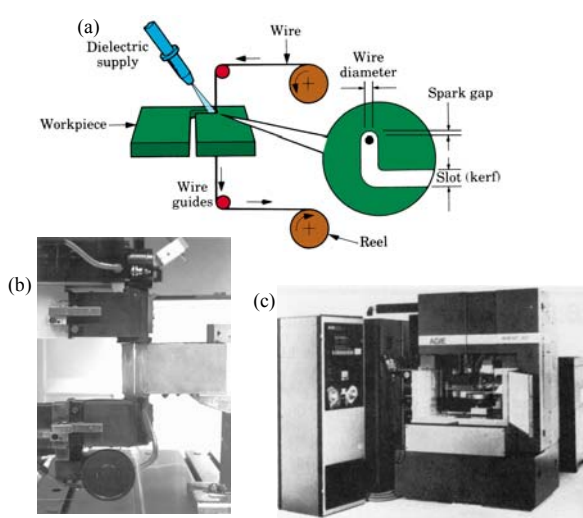 (a)
Wire
Dielectric
supply
Wire
diameter
Spark gap
Workpiece
Slot (kerf)
Wire
guides
Reel
(b)
(c)
AGIE